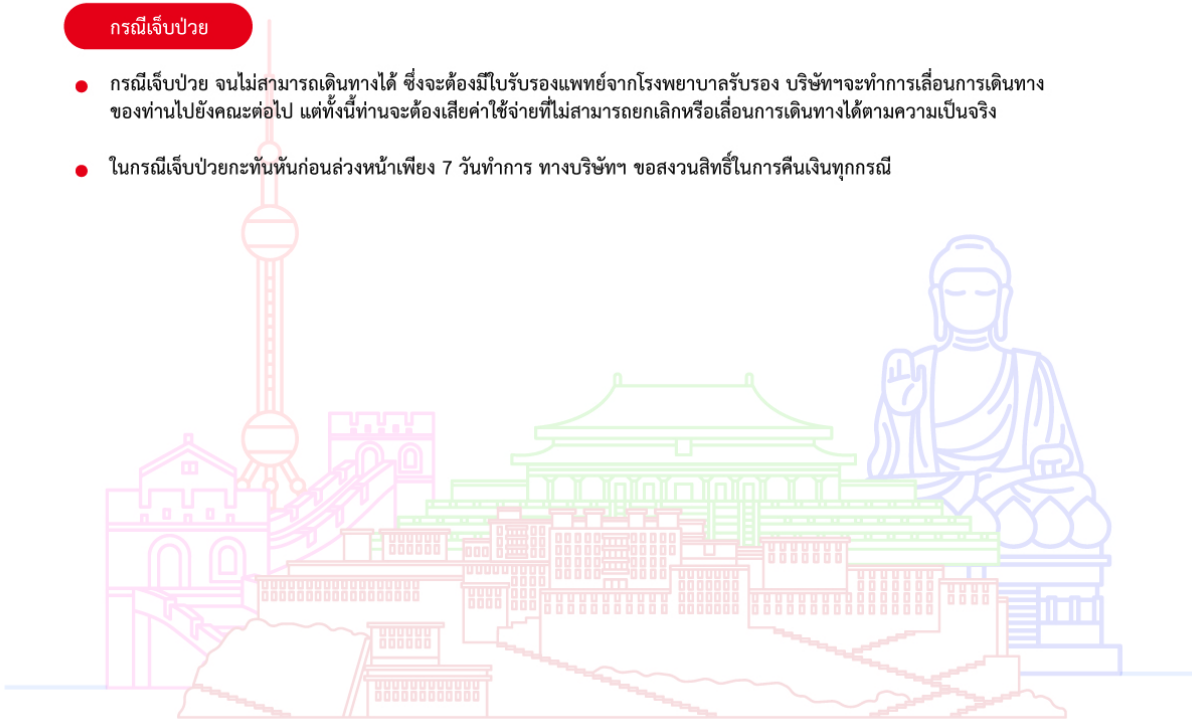 กรณีเจ็บป่วย
กรณีเจ็บป่วย จนไม่สามารถเดินทางได้ ซึ่งจะต้องมีใบรับรองแพทย์จากโรงพยาบาลรับรอง บริษัทฯจะทำการเลื่อนการเดินทาง
ของท่านไปยังคณะต่อไป แต่ทั้งนี้ท่านจะต้องเสียค่าใช้จ่ายที่ไม่สามารถยกเลิกหรือเลื่อนการเดินทางได้ตามความเป็นจริง
ในกรณีเจ็บป่วยกะทันหันก่อนล่วงหน้าเพียง 7 วันทำการ ทางบริษัทฯ ขอสงวนสิทธิ์ในการคืนเงินทุกกรณี